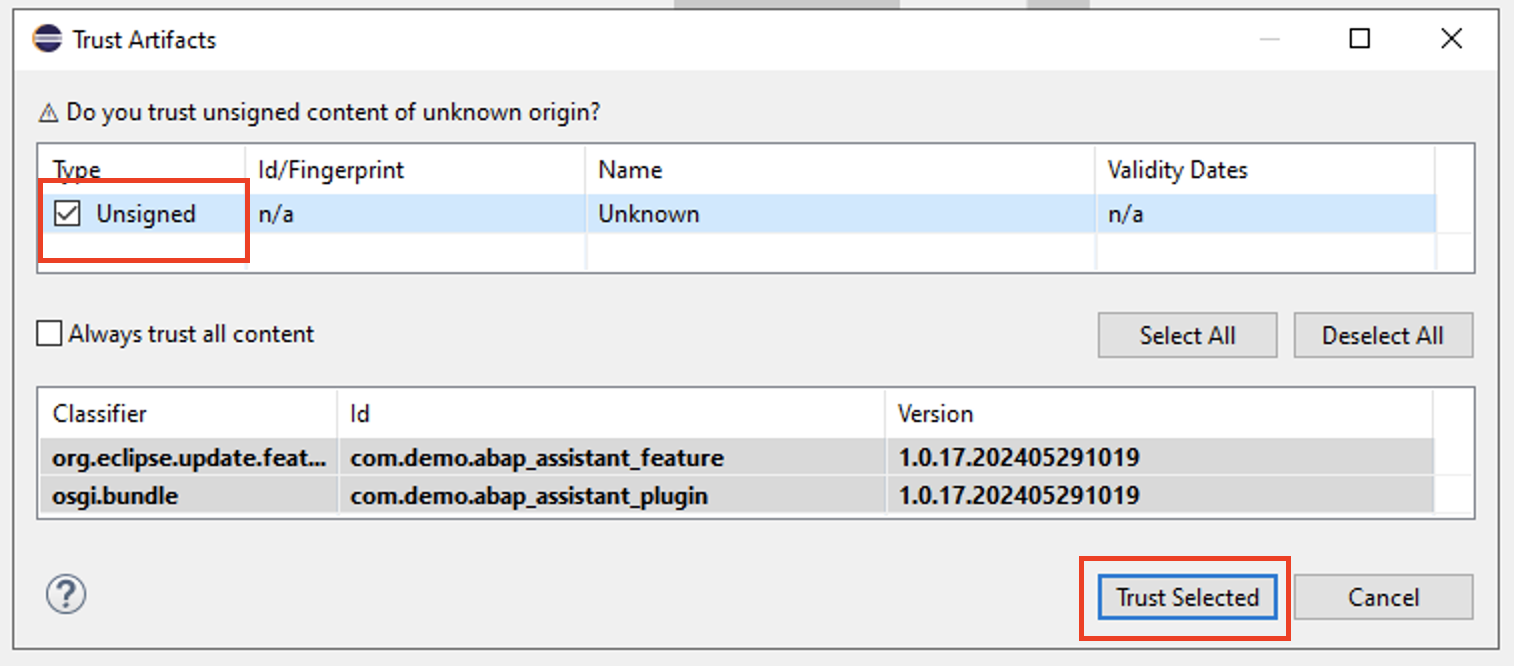 Trust Artifacts
Do you trust unsigned content of unknown origin?
Type Id/Fingerprint Name Validity Dates
Unsigned n/a Unknown n/a
Always trust all content Select All Deselect All
Classifier Id Version
org.eclipse.update.feat... com.demo.abap_assistant_feature 1.0.17.202405291019
osgi.bundle com.demo.abap_assistant_plugin 1.0.17.202405291019
? Trust Selected Cancel